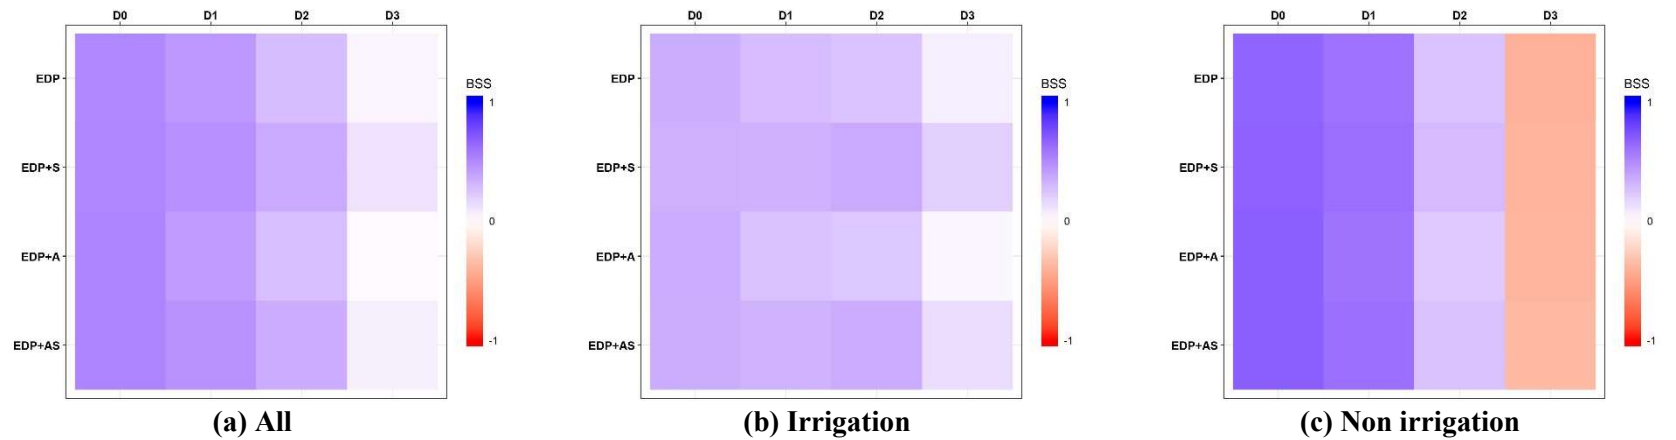 D0 D1 D2 D3
EDP
EDP+S
EDP+A
EDP+AS
BSS
1
0
-1
(a) All
D0 D1 D2 D3
EDP
EDP+S
EDP+A
EDP+AS
BSS
1
0
-1
(b) Irrigation
D0 D1 D2 D3
EDP
EDP+S
EDP+A
EDP+AS
BSS
1
0
-1
(c) Non irrigation